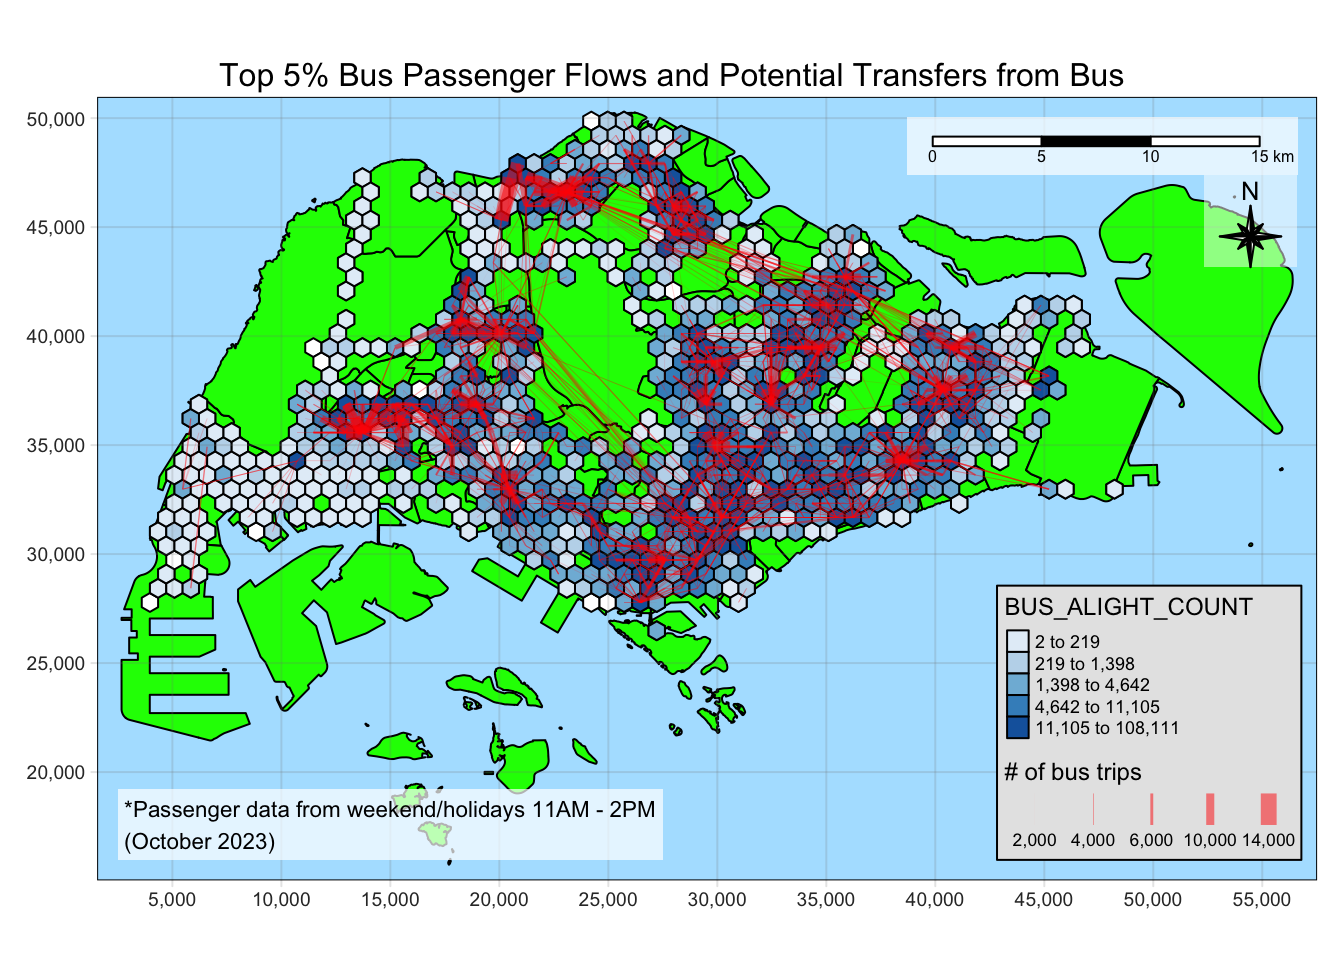 Top 5% Bus Passenger Flows and Potential Transfers from Bus
50,000
45,000
40,000
35,000
30,000
25,000
20,000
0 5 10 15 km
N
BUS_ALIGHT_COUNT
2 to 219
219 to 1,398
1,398 to 4,642
4,642 to 11,105
11,105 to 108,111
# of bus trips
2,000 4,000 6,000 10,000 14,000
*Passenger data from weekend/holidays 11AM - 2PM
(October 2023)
5,000 10,000 15,000 20,000 25,000 30,000 35,000 40,000 45,000 50,000 55,000